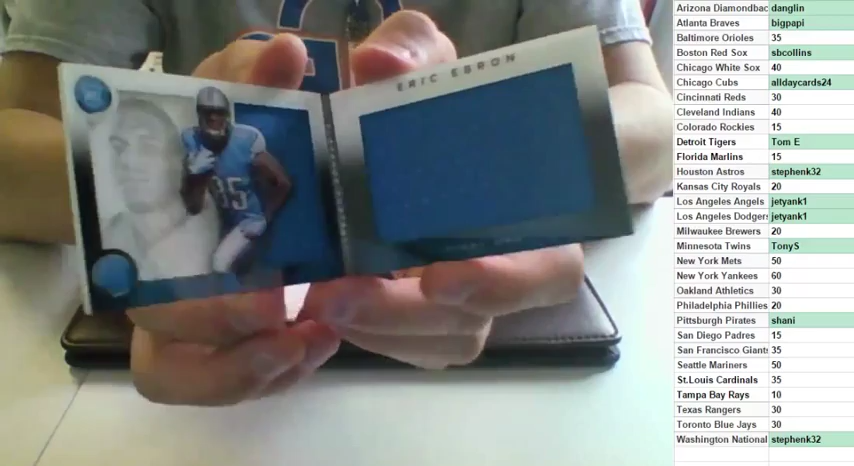 ERIC EBRON
85
Arizona Diamondbac danglin
Atlanta Braves bigpapi
Baltimore Orioles 35
Boston Red Sox sbcollins
Chicago White Sox 40
Chicago Cubs alldaycards24
Cincinnati Reds 30
Cleveland Indians 40
Colorado Rockies 15
Detroit Tigers Tom E
Florida Marlins 15
Houston Astros stephenk32
Kansas City Royals 20
Los Angeles Angels jetyank1
Los Angeles Dodgers jetyank1
Milwaukee Brewers 20
Minnesota Twins TonyS
New York Mets 50
New York Yankees 60
Oakland Athletics 30
Philadelphia Phillies 20
Pittsburgh Pirates shani
San Diego Padres 15
San Francisco Giants 35
Seattle Mariners 50
St.Louis Cardinals 35
Tampa Bay Rays 10
Texas Rangers 30
Toronto Blue Jays 30
Washington National stephenk32